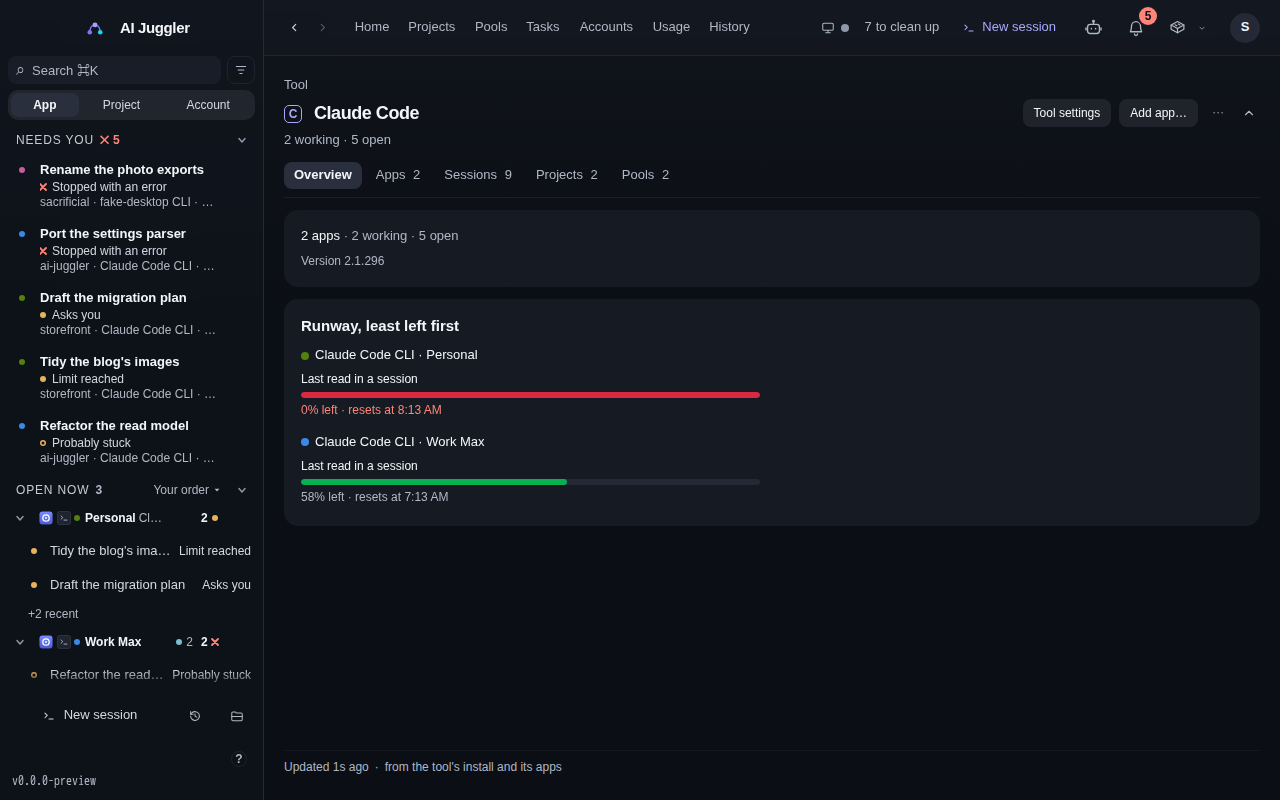 AI Juggler
Search ⌘K
App Project Account
NEEDS YOU 5
Rename the photo exports
Stopped with an error
sacrificial · fake-desktop CLI · …
Port the settings parser
Stopped with an error
ai-juggler · Claude Code CLI · …
Draft the migration plan
Asks you
storefront · Claude Code CLI · …
Tidy the blog's images
Limit reached
storefront · Claude Code CLI · …
Refactor the read model
Probably stuck
ai-juggler · Claude Code CLI · …
OPEN NOW 3 Your order
Personal Cl… 2
Tidy the blog's ima… Limit reached
Draft the migration plan Asks you
+2 recent
Work Max 2 2
Refactor the read… Probably stuck
New session
?
v0.0.0-preview
Home Projects Pools Tasks Accounts Usage History 7 to clean up New session 5 S
Tool
C Claude Code Tool settings Add app… ···
2 working · 5 open
Overview Apps 2 Sessions 9 Projects 2 Pools 2
2 apps · 2 working · 5 open
Version 2.1.296
Runway, least left first
Claude Code CLI · Personal
Last read in a session
0% left · resets at 8:13 AM
Claude Code CLI · Work Max
Last read in a session
58% left · resets at 7:13 AM
Updated 1s ago · from the tool's install and its apps